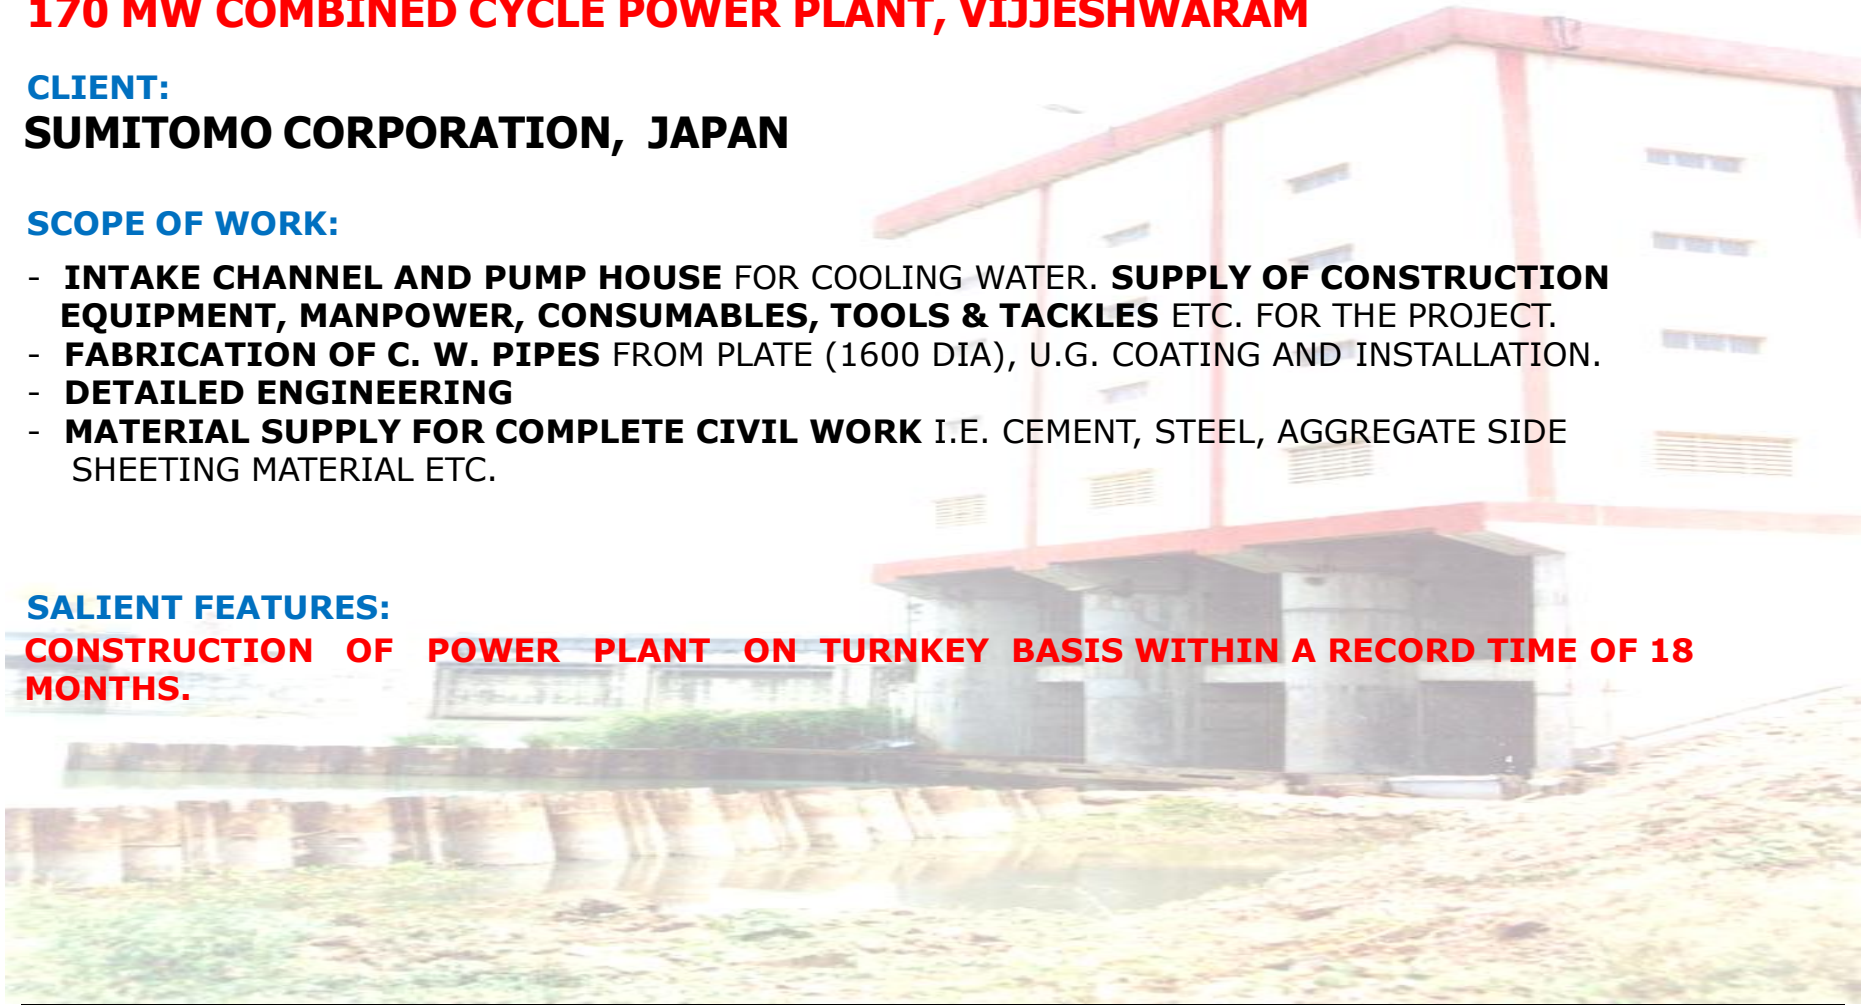 170 MW COMBINED CYCLE POWER PLANT, VIJJESHWARAM
CLIENT:
SUMITOMO CORPORATION, JAPAN
SCOPE OF WORK:
- INTAKE CHANNEL AND PUMP HOUSE FOR COOLING WATER. SUPPLY OF CONSTRUCTION
EQUIPMENT, MANPOWER, CONSUMABLES, TOOLS & TACKLES ETC. FOR THE PROJECT.
- FABRICATION OF C. W. PIPES FROM PLATE (1600 DIA), U.G. COATING AND INSTALLATION.
- DETAILED ENGINEERING
- MATERIAL SUPPLY FOR COMPLETE CIVIL WORK I.E. CEMENT, STEEL, AGGREGATE SIDE
SHEETING MATERIAL ETC.
SALIENT FEATURES:
CONSTRUCTION OF POWER PLANT ON TURNKEY BASIS WITHIN A RECORD TIME OF 18
MONTHS.